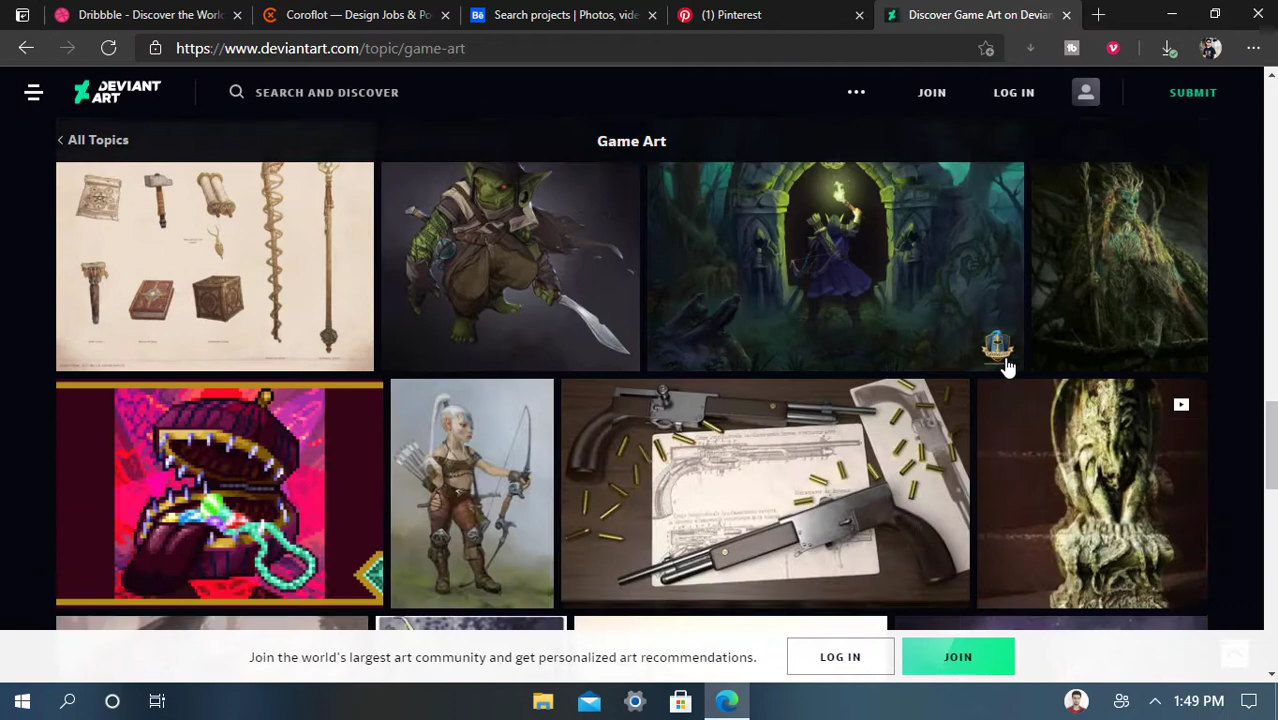 Dribbble - Discover the World
Coroflot — Design Jobs & Po
Bē
Search projects | Photos, vide
(1) Pinterest
Discover Game Art on Devian
https://www.deviantart.com/topic/game-art
DEVIANT
ART
SEARCH AND DISCOVER
JOIN
LOG IN
SUBMIT
All Topics
Game Art
Join the world's largest art community and get personalized art recommendations.
LOG IN
JOIN
1:49 PM